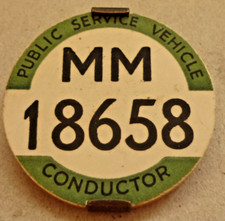 PUBLIC SERVICE VEHICLE
MM
18658
CONDUCTOR